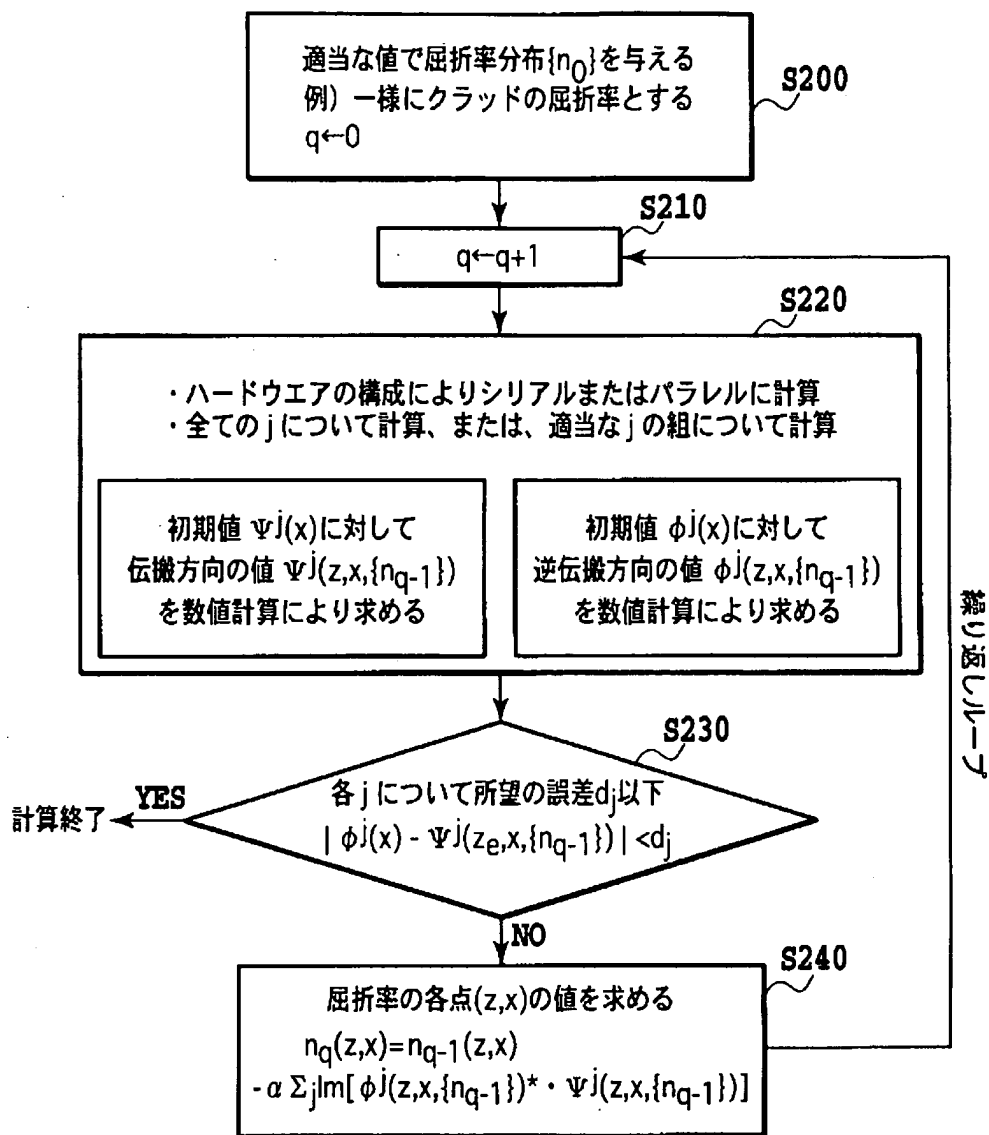 適当な値で屈折率分布{n0}を与える
例）一様にクラッドの屈折率とする
q←0
S200
S210
q←q+1
S220
・ハードウエアの構成によりシリアルまたはパラレルに計算
・全てのjについて計算、または、適当なjの組について計算
初期値 Ψj(x)に対して
伝搬方向の値 Ψj(z,x,{nq-1})
を数値計算により求める
初期値 φj(x)に対して
逆伝搬方向の値 φj(z,x,{nq-1})
を数値計算により求める
繰り返しループ
S230
各jについて所望の誤差dj以下
| φj(x) - Ψj(ze,x,{nq-1}) | <dj
YES
計算終了
NO
S240
屈折率の各点(z,x)の値を求める
nq(z,x)=nq-1(z,x)
-αΣjIm[φj(z,x,{nq-1})*・Ψj(z,x,{nq-1})]